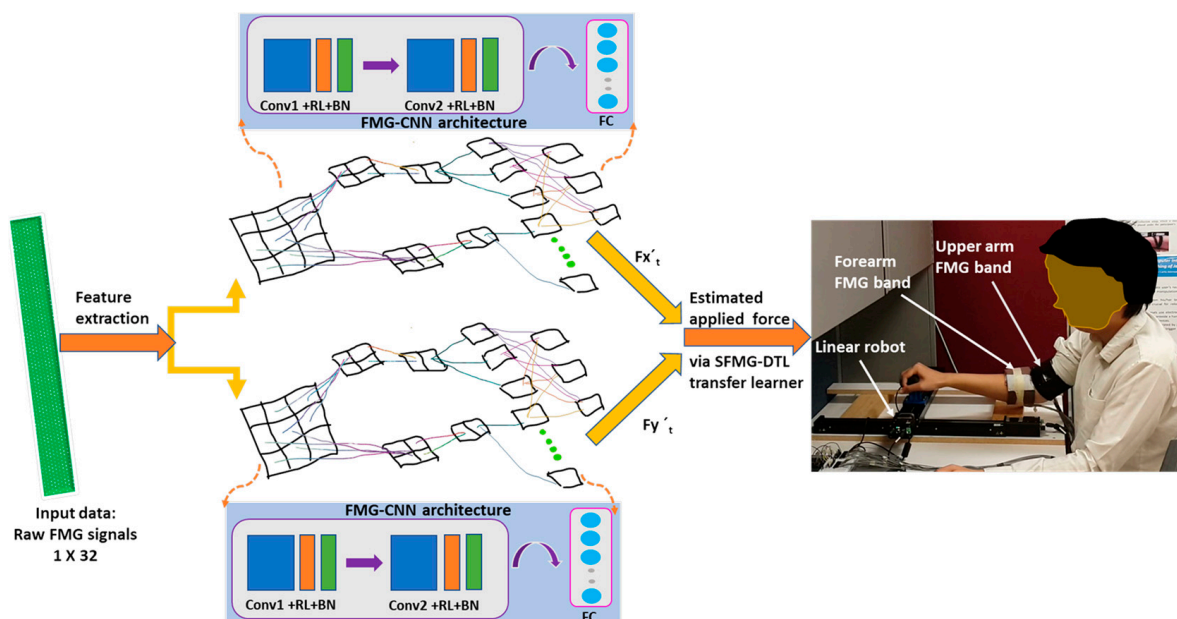 Conv1 +RL+BN
Conv2 +RL+BN
FC
FMG-CNN architecture
Feature
extraction
Input data:
Raw FMG signals
1 X 32
Fx´t
Fy ´t
Estimated
applied force
via SFMG-DTL
transfer learner
Upper arm
FMG band
Forearm
FMG band
Linear robot
FMG-CNN architecture
Conv1 +RL+BN
Conv2 +RL+BN
FC